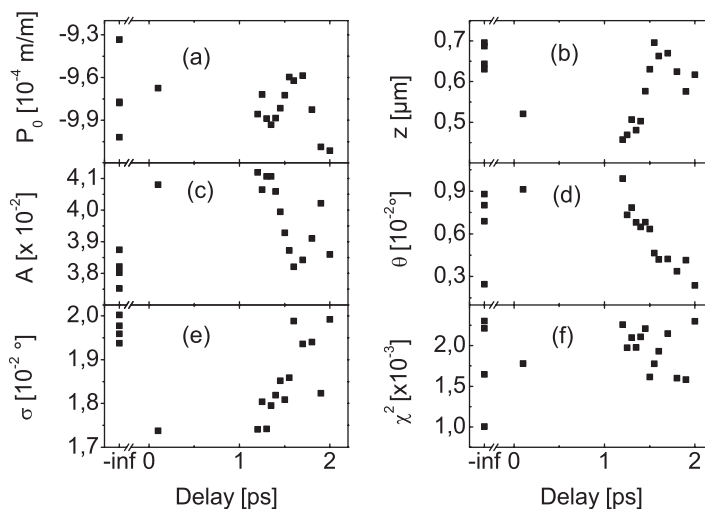 P₀ [10⁻⁴ m/m]
-9,3
-9,6
-9,9
(a)
z [µm]
0,7
0,6
0,5
(b)
A [x 10⁻²]
4,1
4,0
3,9
3,8
(c)
θ [10⁻²°]
0,9
0,6
0,3
(d)
σ [10⁻² °]
2,0
1,9
1,8
1,7
(e)
χ² [x10⁻³]
2,0
1,5
1,0
(f)
-inf 0 1 2
Delay [ps]
-inf 0 1 2
Delay [ps]